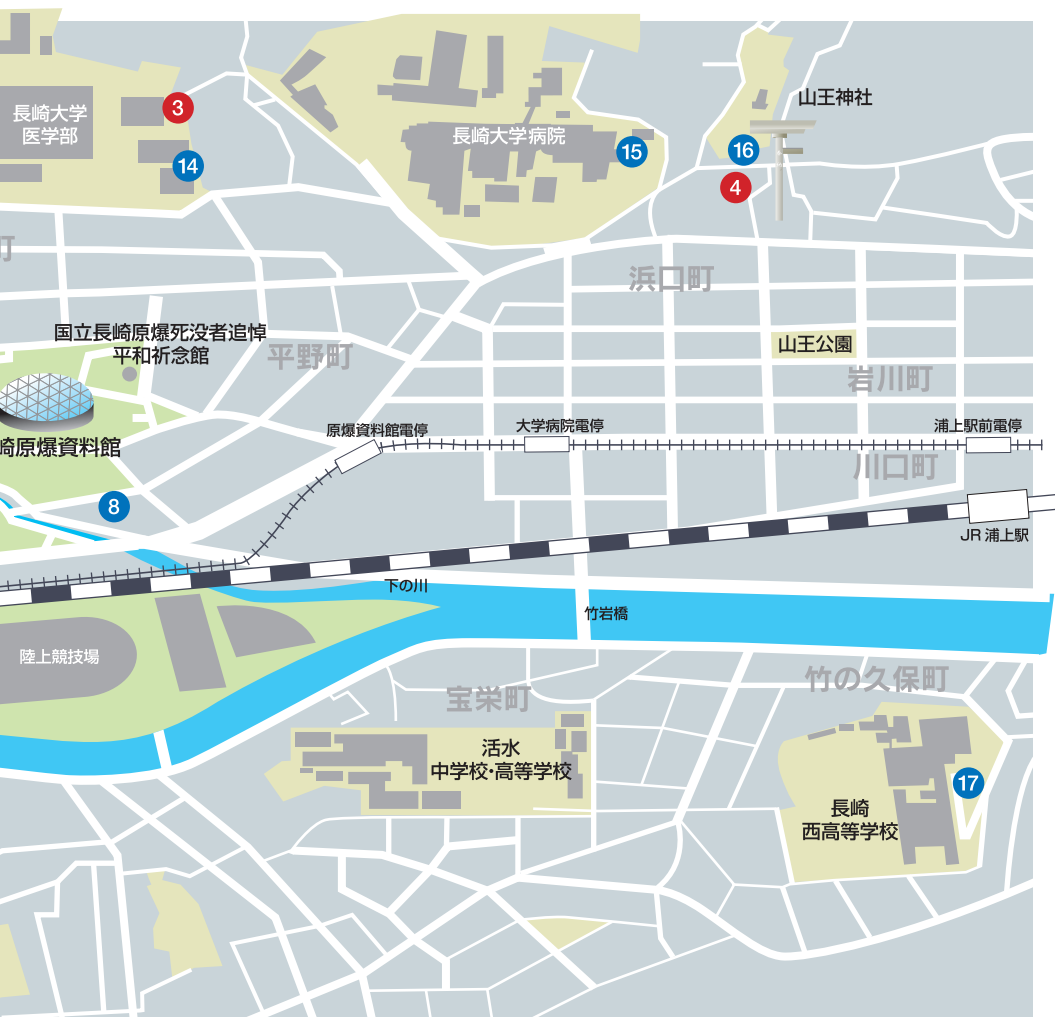 長崎大学
医学部
3
14
長崎大学病院
15
山王神社
16
4
町
浜口町
国立長崎原爆死没者追悼
平和祈念館
平野町
山王公園
岩川町
崎原爆資料館
原爆資料館電停
大学病院電停
浦上駅前電停
川口町
8
JR 浦上駅
下の川
竹岩橋
陸上競技場
宝栄町
竹の久保町
活水
中学校・高等学校
17
長崎
西高等学校